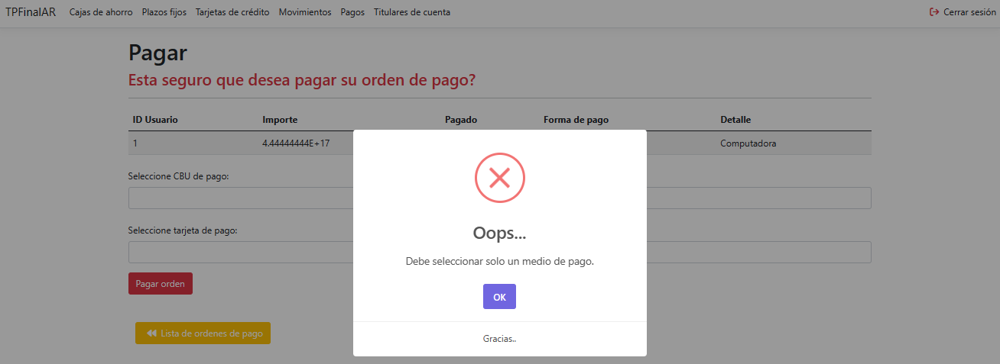 TPFinalAR Cajas de ahorro Plazos fijos Tarjetas de crédito Movimientos Pagos Titulares de cuenta Cerrar sesión
Pagar
Esta seguro que desea pagar su orden de pago?
ID Usuario Importe Pagado Forma de pago Detalle
1 4.44444444E+17 Computadora
Seleccione CBU de pago:
Seleccione tarjeta de pago:
Pagar orden
Lista de ordenes de pago
Oops...
Debe seleccionar solo un medio de pago.
OK
Gracias..